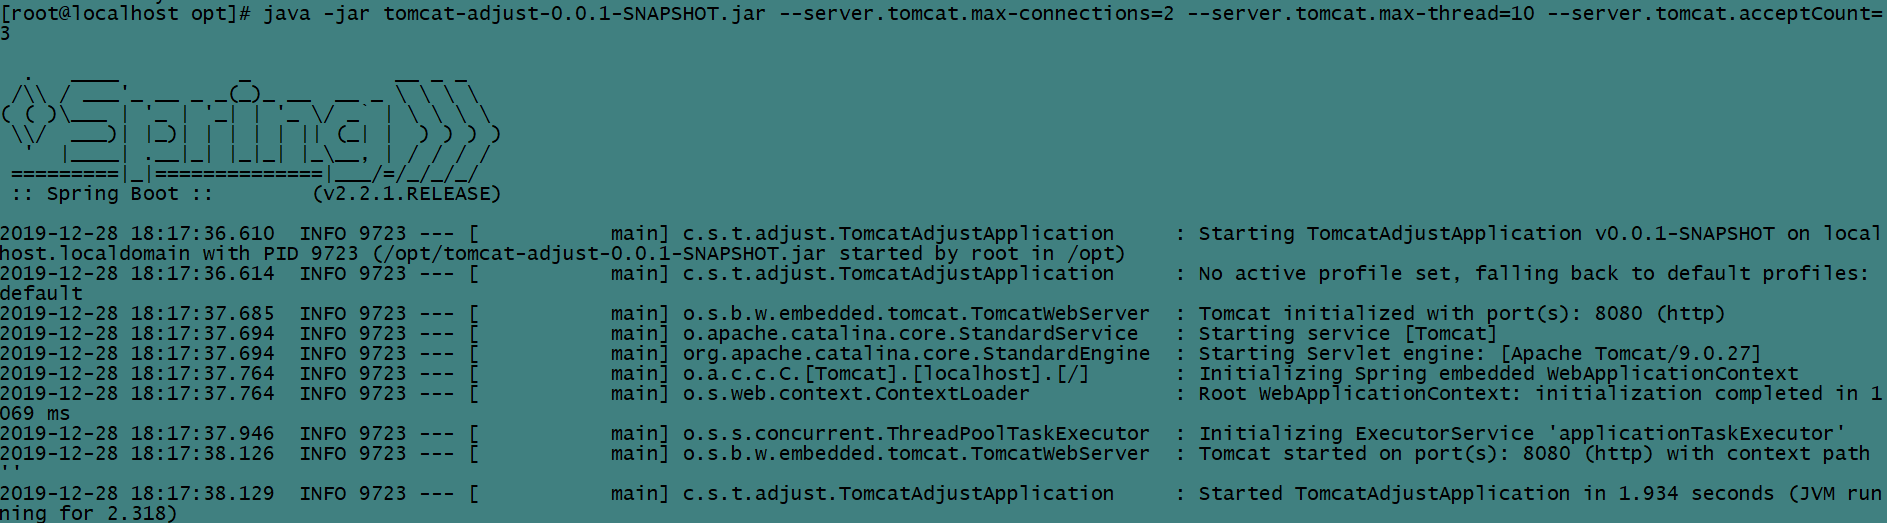 [root@localhost opt]# java -jar tomcat-adjust-0.0.1-SNAPSHOT.jar --server.tomcat.max-connections=2 --server.tomcat.max-thread=10 --server.tomcat.acceptCount=
3
  .   ____          _            __ _ _
 /\\ / ___'_ __ _ _(_)_ __  __ _ \ \ \ \
( ( )\___ | '_ | '_| | '_ \/ _` | \ \ \ \
 \\/  ___)| |_)| | | | | || (_| |  ) ) ) )
  '  |____| .__|_| |_|_| |_\__, | / / / /
 =========|_|==============|___/=/_/_/_/
 :: Spring Boot ::        (v2.2.1.RELEASE)
2019-12-28 18:17:36.610  INFO 9723 --- [           main] c.s.t.adjust.TomcatAdjustApplication     : Starting TomcatAdjustApplication v0.0.1-SNAPSHOT on local
host.localdomain with PID 9723 (/opt/tomcat-adjust-0.0.1-SNAPSHOT.jar started by root in /opt)
2019-12-28 18:17:36.614  INFO 9723 --- [           main] c.s.t.adjust.TomcatAdjustApplication     : No active profile set, falling back to default profiles:
default
2019-12-28 18:17:37.685  INFO 9723 --- [           main] o.s.b.w.embedded.tomcat.TomcatWebServer  : Tomcat initialized with port(s): 8080 (http)
2019-12-28 18:17:37.694  INFO 9723 --- [           main] o.apache.catalina.core.StandardService   : Starting service [Tomcat]
2019-12-28 18:17:37.694  INFO 9723 --- [           main] org.apache.catalina.core.StandardEngine  : Starting Servlet engine: [Apache Tomcat/9.0.27]
2019-12-28 18:17:37.764  INFO 9723 --- [           main] o.a.c.c.C.[Tomcat].[localhost].[/]       : Initializing Spring embedded WebApplicationContext
2019-12-28 18:17:37.764  INFO 9723 --- [           main] o.s.web.context.ContextLoader            : Root WebApplicationContext: initialization completed in 1
069 ms
2019-12-28 18:17:37.946  INFO 9723 --- [           main] o.s.s.concurrent.ThreadPoolTaskExecutor  : Initializing ExecutorService 'applicationTaskExecutor'
2019-12-28 18:17:38.126  INFO 9723 --- [           main] o.s.b.w.embedded.tomcat.TomcatWebServer  : Tomcat started on port(s): 8080 (http) with context path
''
2019-12-28 18:17:38.129  INFO 9723 --- [           main] c.s.t.adjust.TomcatAdjustApplication     : Started TomcatAdjustApplication in 1.934 seconds (JVM run
ning for 2.318)